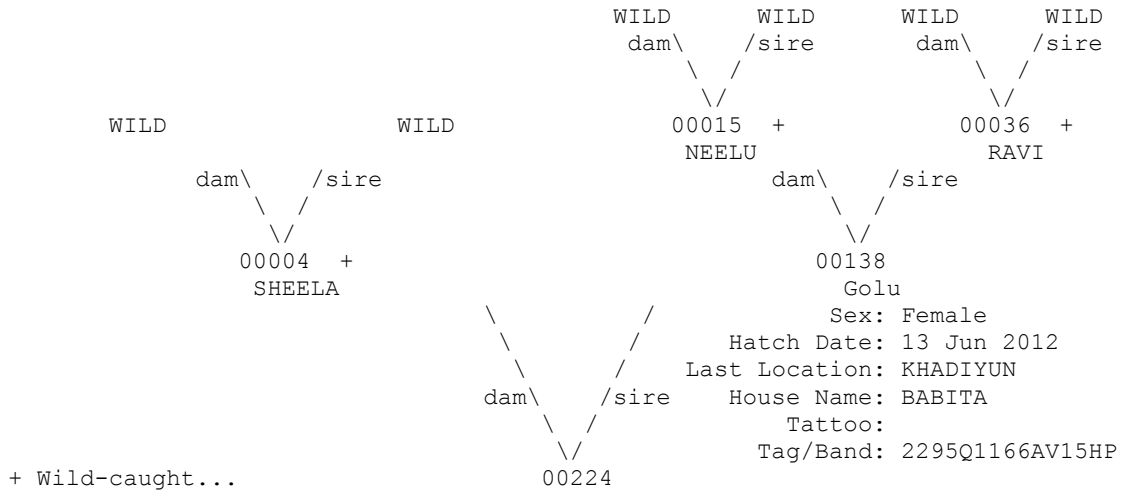 WILD WILD WILD WILD
dam\ /sire dam\ /sire
\ / \ /
\/ \/
WILD WILD 00015 + 00036 +
NEELU RAVI
dam\ /sire dam\ /sire
\ / \ /
\/ \/
00004 + 00138
SHEELA Golu
\ / Sex: Female
\ / Hatch Date: 13 Jun 2012
\ / Last Location: KHADIYUN
dam\ /sire House Name: BABITA
\ / Tattoo:
\/ Tag/Band: 2295Q1166AV15HP
+ Wild-caught... 00224